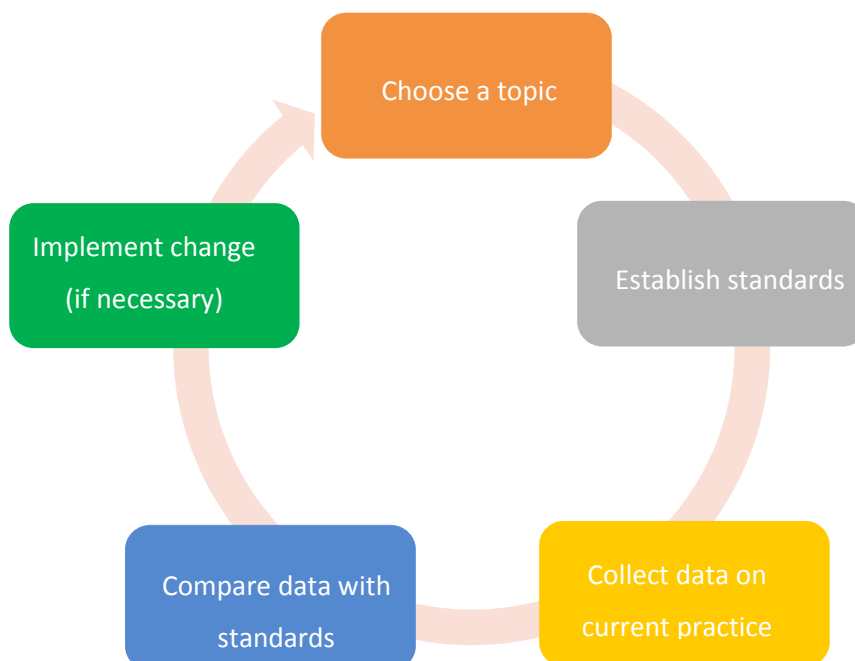 Choose a topic
Establish standards
Collect data on
current practice
Compare data with
standards
Implement change
(if necessary)